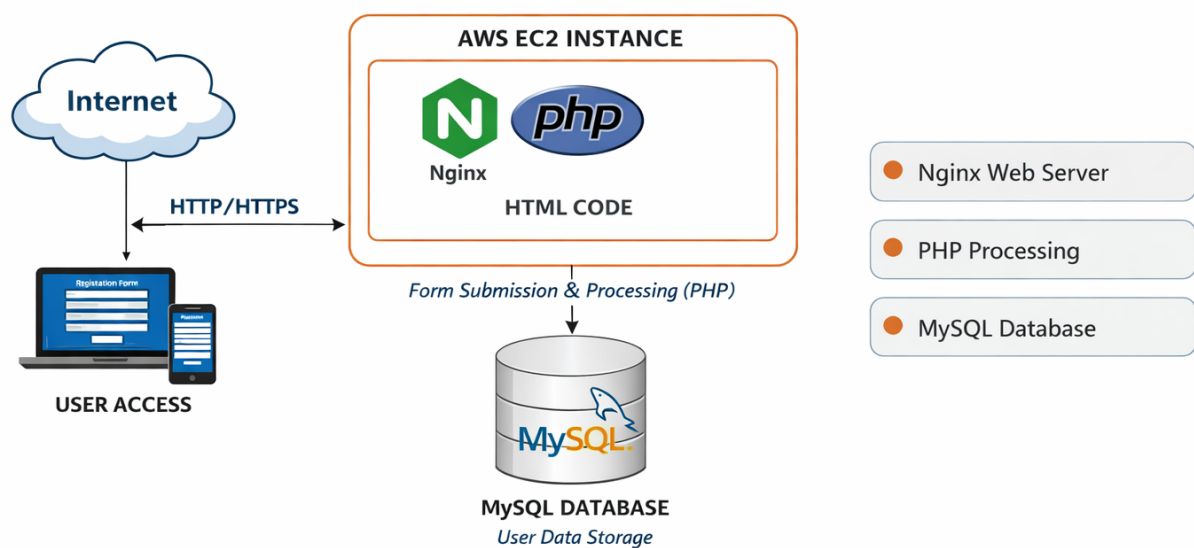 AWS EC2 INSTANCE
Internet
N
php
Nginx
HTML CODE
HTTP/HTTPS
Registation Form
Form Submission & Processing (PHP)
USER ACCESS
MySQL.
MySQL DATABASE
User Data Storage
Nginx Web Server
PHP Processing
MySQL Database